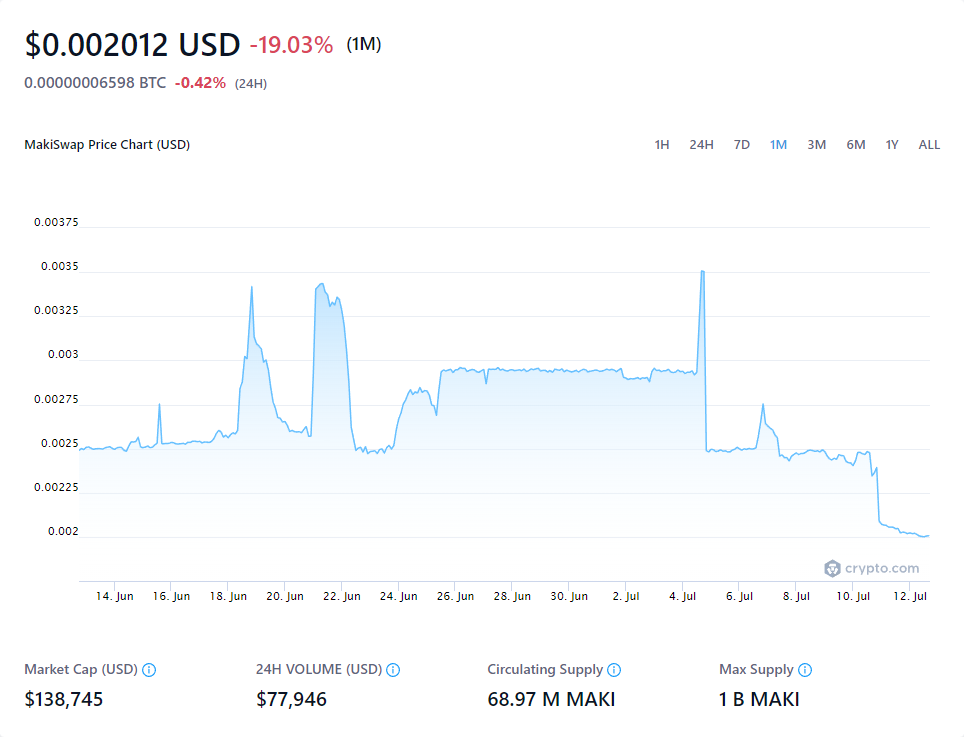 $0.002012 USD -19.03% (1M)
0.00000006598 BTC -0.42% (24H)
MakiSwap Price Chart (USD) 1H 24H 7D 1M 3M 6M 1Y ALL
0.00375
0.0035
0.00325
0.003
0.00275
0.0025
0.00225
0.002
crypto.com
14. Jun 16. Jun 18. Jun 20. Jun 22. Jun 24. Jun 26. Jun 28. Jun 30. Jun 2. Jul 4. Jul 6. Jul 8. Jul 10. Jul 12. Jul
Market Cap (USD) 24H VOLUME (USD) Circulating Supply Max Supply
$138,745 $77,946 68.97 M MAKI 1 B MAKI